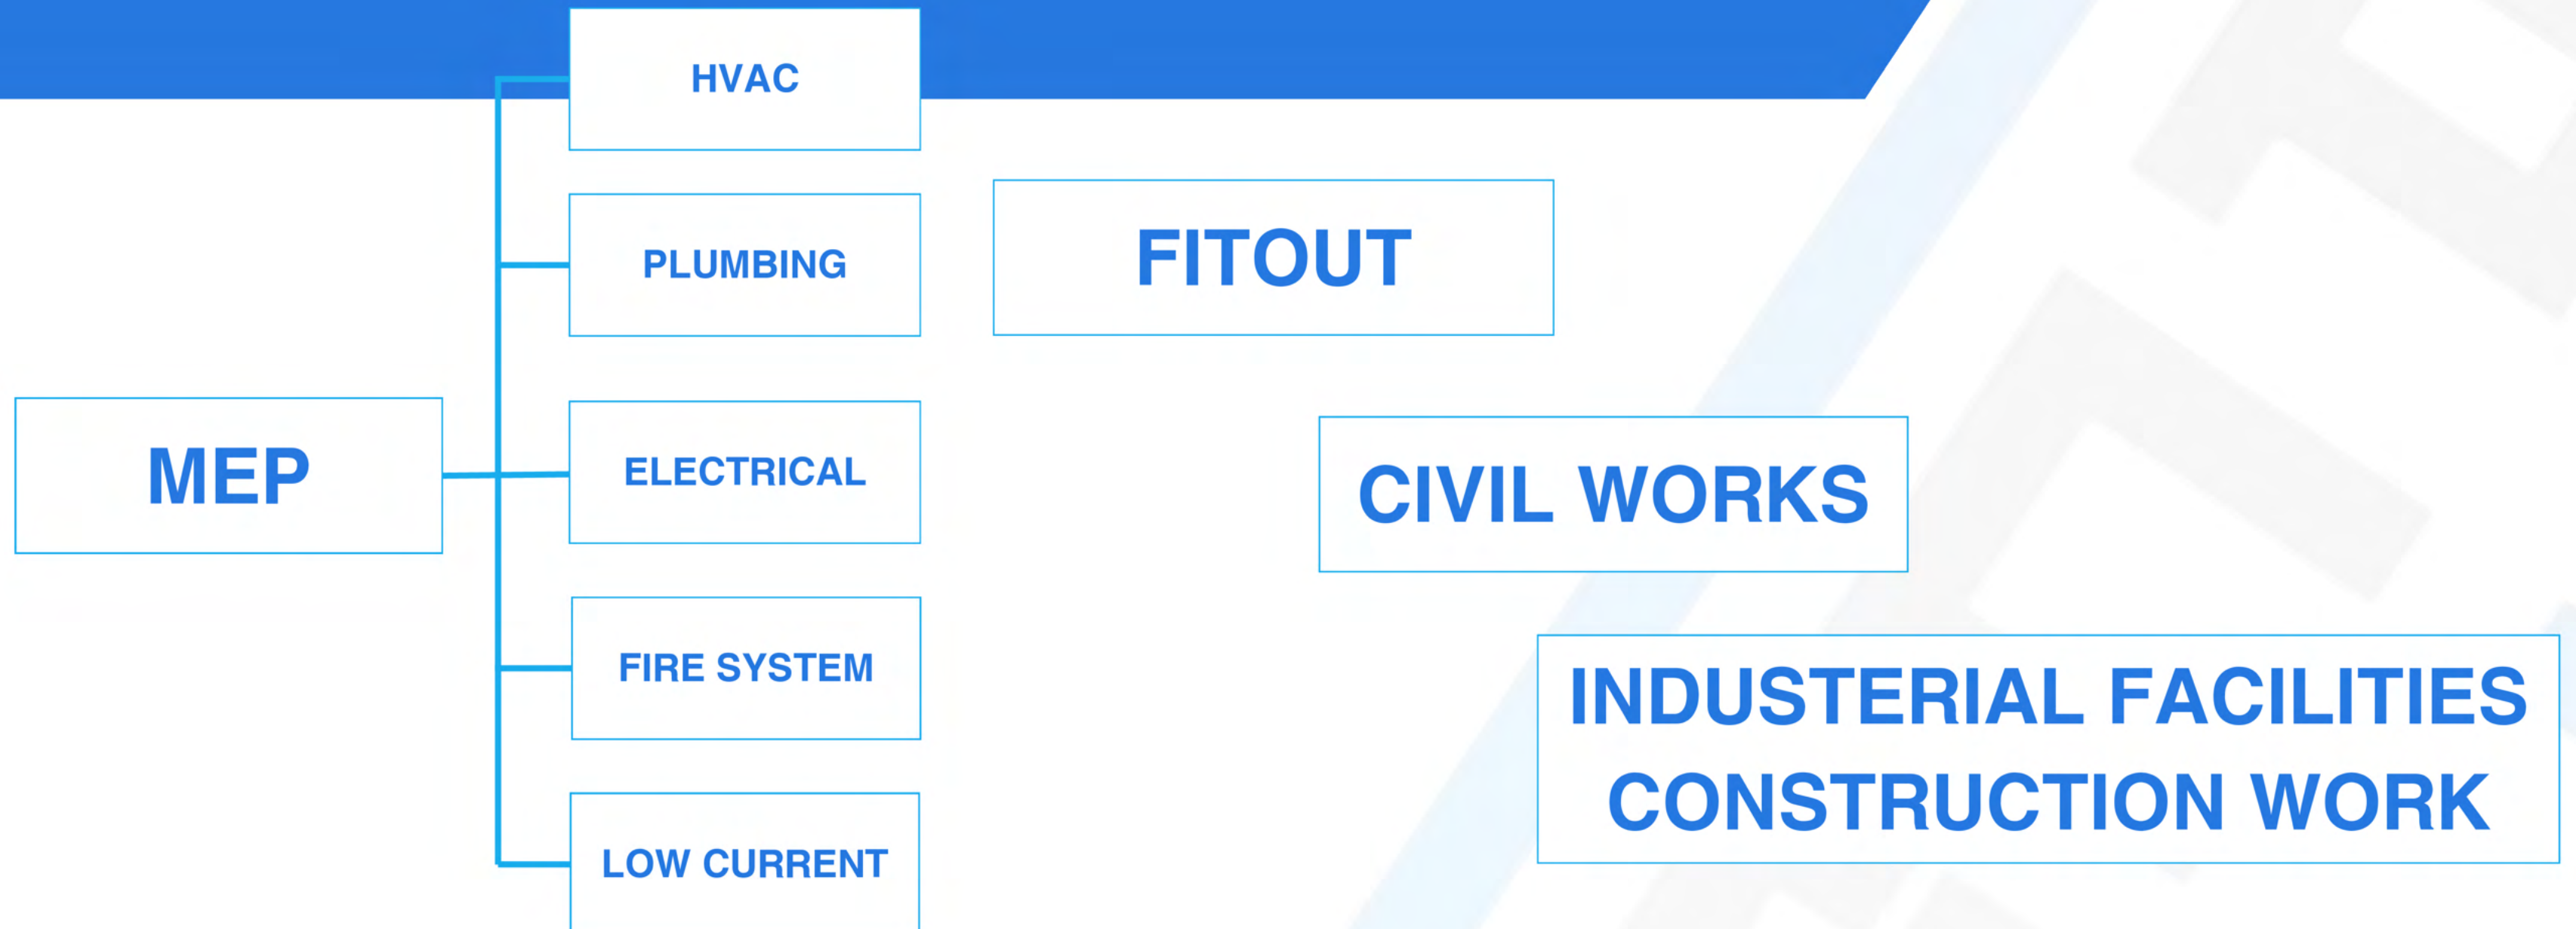 HVAC
PLUMBING
FITOUT
MEP
ELECTRICAL
CIVIL WORKS
FIRE SYSTEM
INDUSTERIAL FACILITIES
CONSTRUCTION WORK
LOW CURRENT